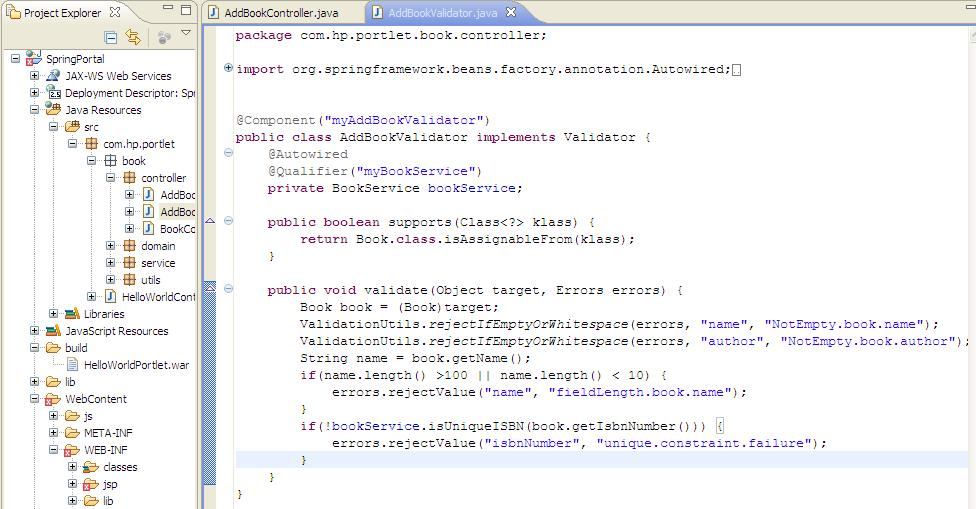 Project Explorer
SpringPortal
JAX-WS Web Services
Deployment Descriptor: Spr
Java Resources
src
com.hp.portlet
book
controller
AddBoo
AddBoo
BookCo
domain
service
utils
HelloWorldCont
Libraries
JavaScript Resources
build
HelloWorldPortlet.war
lib
WebContent
js
META-INF
WEB-INF
classes
jsp
lib
AddBookController.java
AddBookValidator.java
package com.hp.portlet.book.controller;
import org.springframework.beans.factory.annotation.Autowired;
@Component("myAddBookValidator")
public class AddBookValidator implements Validator {
@Autowired
@Qualifier("myBookService")
private BookService bookService;
public boolean supports(Class<?> klass) {
return Book.class.isAssignableFrom(klass);
}
public void validate(Object target, Errors errors) {
Book book = (Book)target;
ValidationUtils.rejectIfEmptyOrWhitespace(errors, "name", "NotEmpty.book.name");
ValidationUtils.rejectIfEmptyOrWhitespace(errors, "author", "NotEmpty.book.author");
String name = book.getName();
if(name.length() >100 || name.length() < 10) {
errors.rejectValue("name", "fieldLength.book.name");
}
if(!bookService.isUniqueISBN(book.getIsbnNumber())) {
errors.rejectValue("isbnNumber", "unique.constraint.failure");
}
}
}